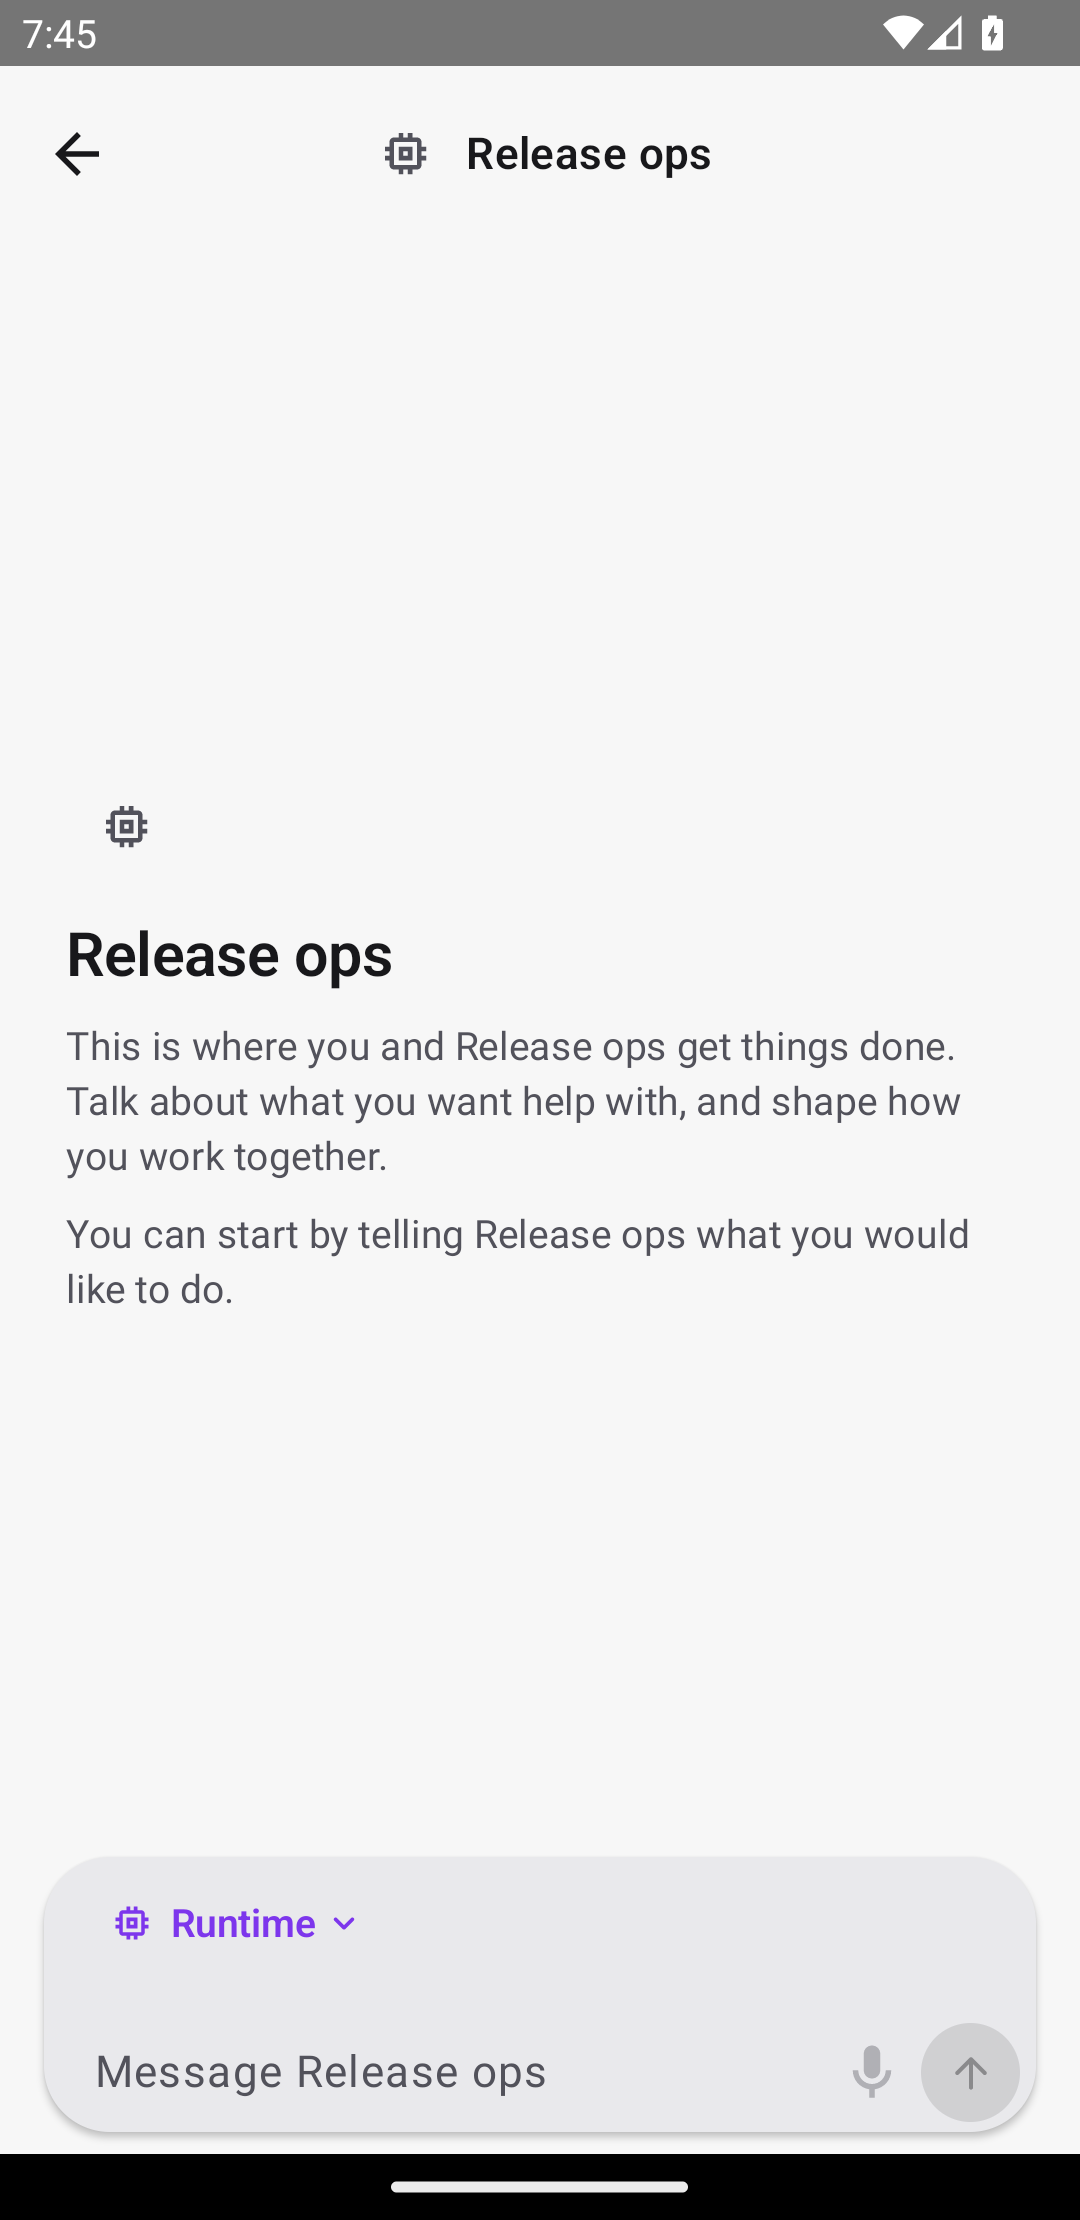 7:45
Release ops
Release ops
This is where you and Release ops get things done.
Talk about what you want help with, and shape how
you work together.
You can start by telling Release ops what you would
like to do.
Runtime
Message Release ops